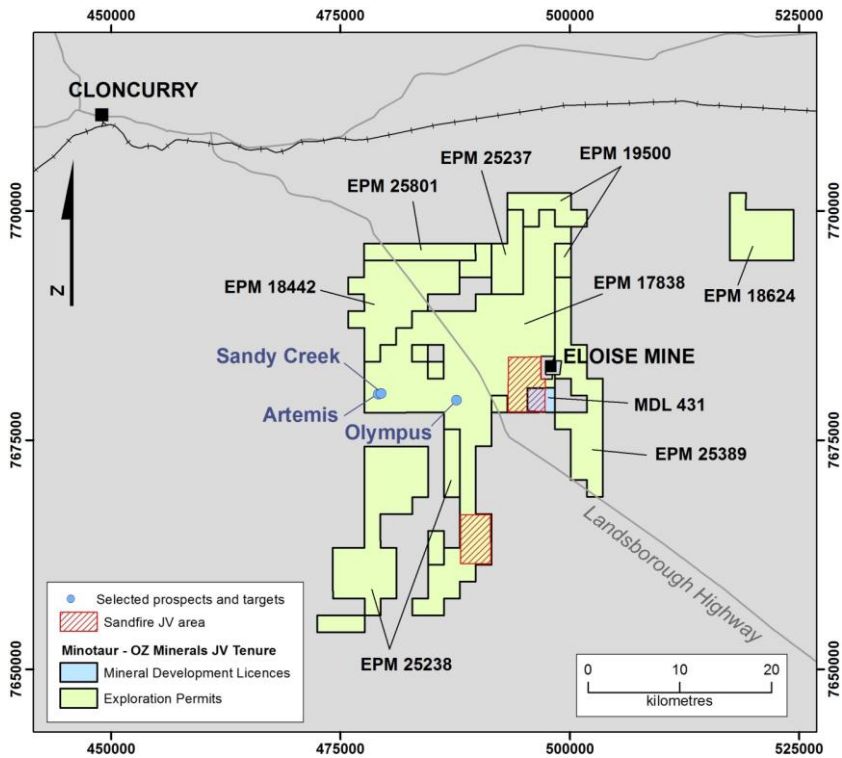 450000 475000 500000 525000
CLONCURRY
EPM 25237
EPM 19500
EPM 25801
7700000
7700000
EPM 18442
EPM 17838
EPM 18624
N
Sandy Creek
ELOISE MINE
Artemis
MDL 431
Olympus
7675000
7675000
EPM 25389
Landsborough Highway
Selected prospects and targets
Sandfire JV area
Minotaur - OZ Minerals JV Tenure
Mineral Development Licences
Exploration Permits
EPM 25238
7650000
7650000
0 10 20
kilometres
450000 475000 500000 525000